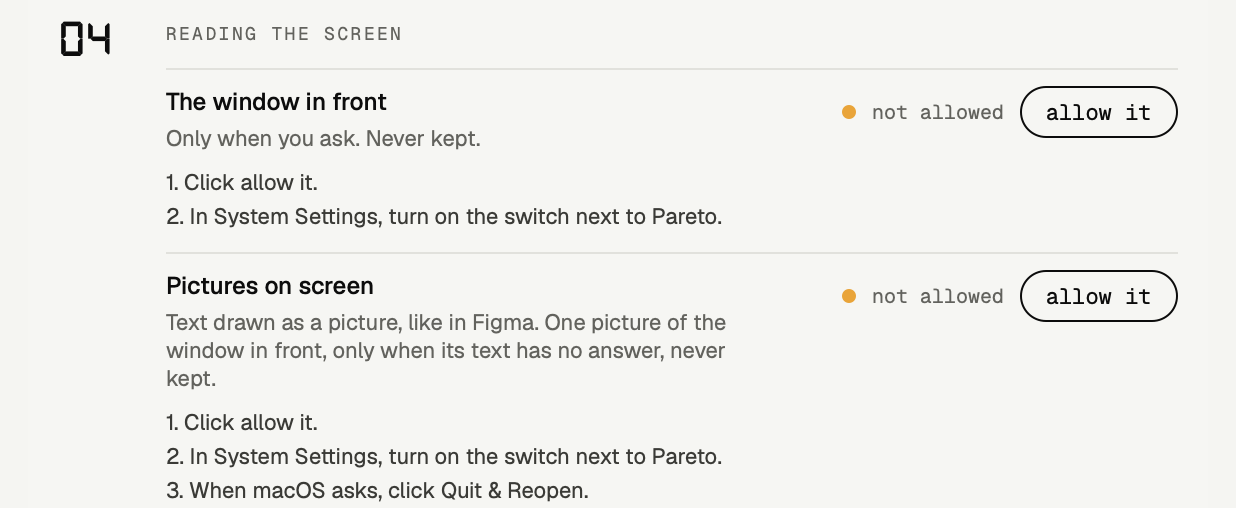 04
READING THE SCREEN
The window in front
not allowed
allow it
Only when you ask. Never kept.
1. Click allow it.
2. In System Settings, turn on the switch next to Pareto.
Pictures on screen
not allowed
allow it
Text drawn as a picture, like in Figma. One picture of the
window in front, only when its text has no answer, never
kept.
1. Click allow it.
2. In System Settings, turn on the switch next to Pareto.
3. When macOS asks, click Quit & Reopen.